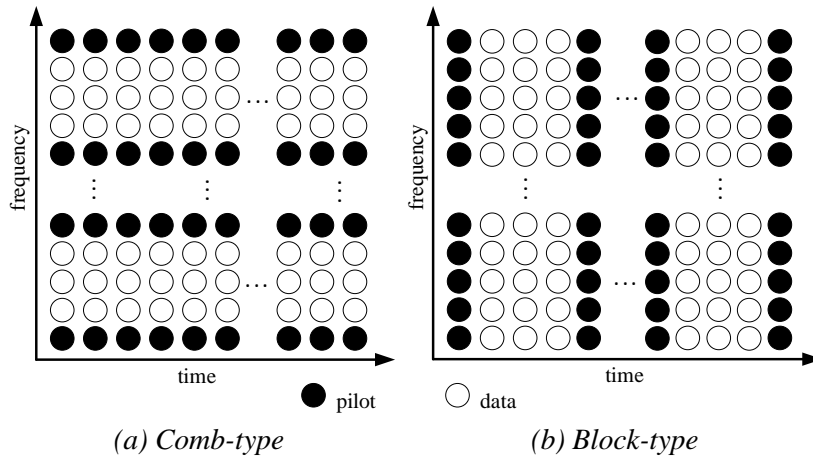 frequency
...
...
time
frequency
...
...
time
pilot
data
(a) Comb-type
(b) Block-type